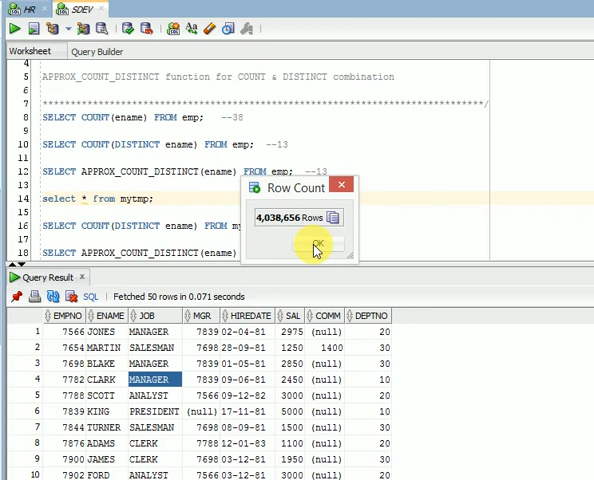 HR SDEV
Worksheet Query Builder
4
5 APPROX_COUNT_DISTINCT function for COUNT & DISTINCT combination
6
7 ***********************************************************************************/
8 SELECT COUNT(ename) FROM emp; --38
9
10 SELECT COUNT(DISTINCT ename) FROM emp; --13
11
12 SELECT APPROX_COUNT_DISTINCT(ename) FROM emp; --13
13
14 select * from mytmp;
15
16 SELECT COUNT(DISTINCT ename) FROM
17
18 SELECT APPROX_COUNT_DISTINCT(ename)
Row Count
4,038,656 Rows
OK
Query Result
SQL Fetched 50 rows in 0.071 seconds
EMPNO ENAME JOB MGR HIREDATE SAL COMM DEPTNO
1 7566 JONES MANAGER 7839 02-04-81 2975 (null) 20
2 7654 MARTIN SALESMAN 7698 28-09-81 1250 1400 30
3 7698 BLAKE MANAGER 7839 01-05-81 2850 (null) 30
4 7782 CLARK MANAGER 7839 09-06-81 2450 (null) 10
5 7788 SCOTT ANALYST 7566 09-12-82 3000 (null) 20
6 7839 KING PRESIDENT (null) 17-11-81 5000 (null) 10
7 7844 TURNER SALESMAN 7698 08-09-81 1500 (null) 30
8 7876 ADAMS CLERK 7788 12-01-83 1100 (null) 20
9 7900 JAMES CLERK 7698 03-12-81 1950 (null) 30
10 7902 FORD ANALYST 7566 03-12-81 3000 (null) 20